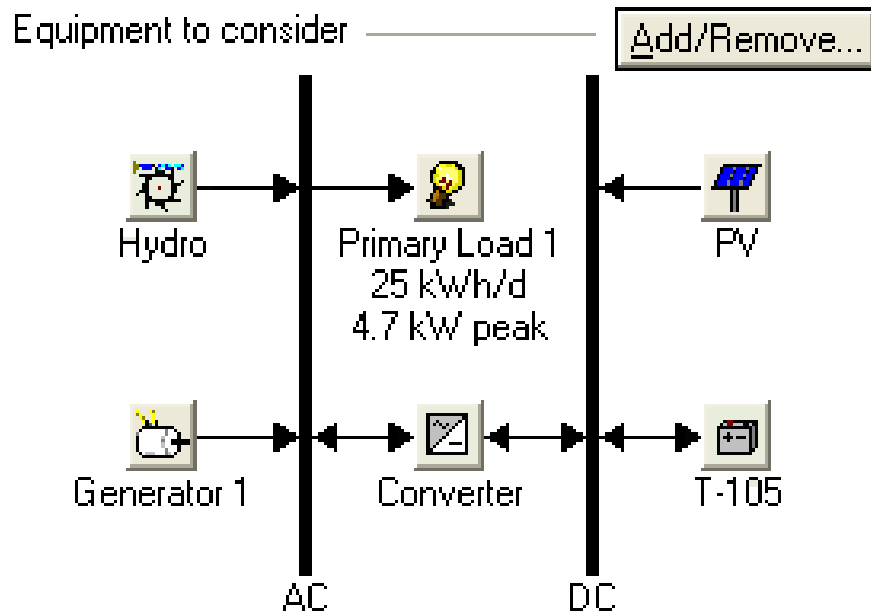 Equipment to consider
Add/Remove...
Hydro
Primary Load 1
25 kWh/d
4.7 kW peak
PV
Generator 1
Converter
T-105
AC
DC